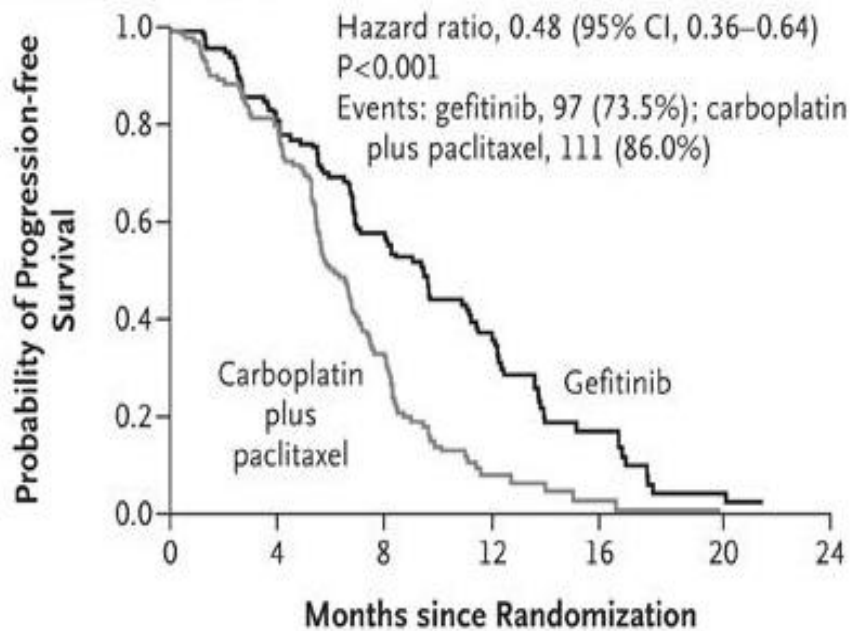 Hazard ratio, 0.48 (95% CI, 0.36–0.64)
P<0.001
Events: gefitinib, 97 (73.5%); carboplatin
plus paclitaxel, 111 (86.0%)
Probability of Progression-free
Survival
1.0
0.8
0.6
0.4
0.2
0.0
Carboplatin
plus
paclitaxel
Gefitinib
0 4 8 12 16 20 24
Months since Randomization